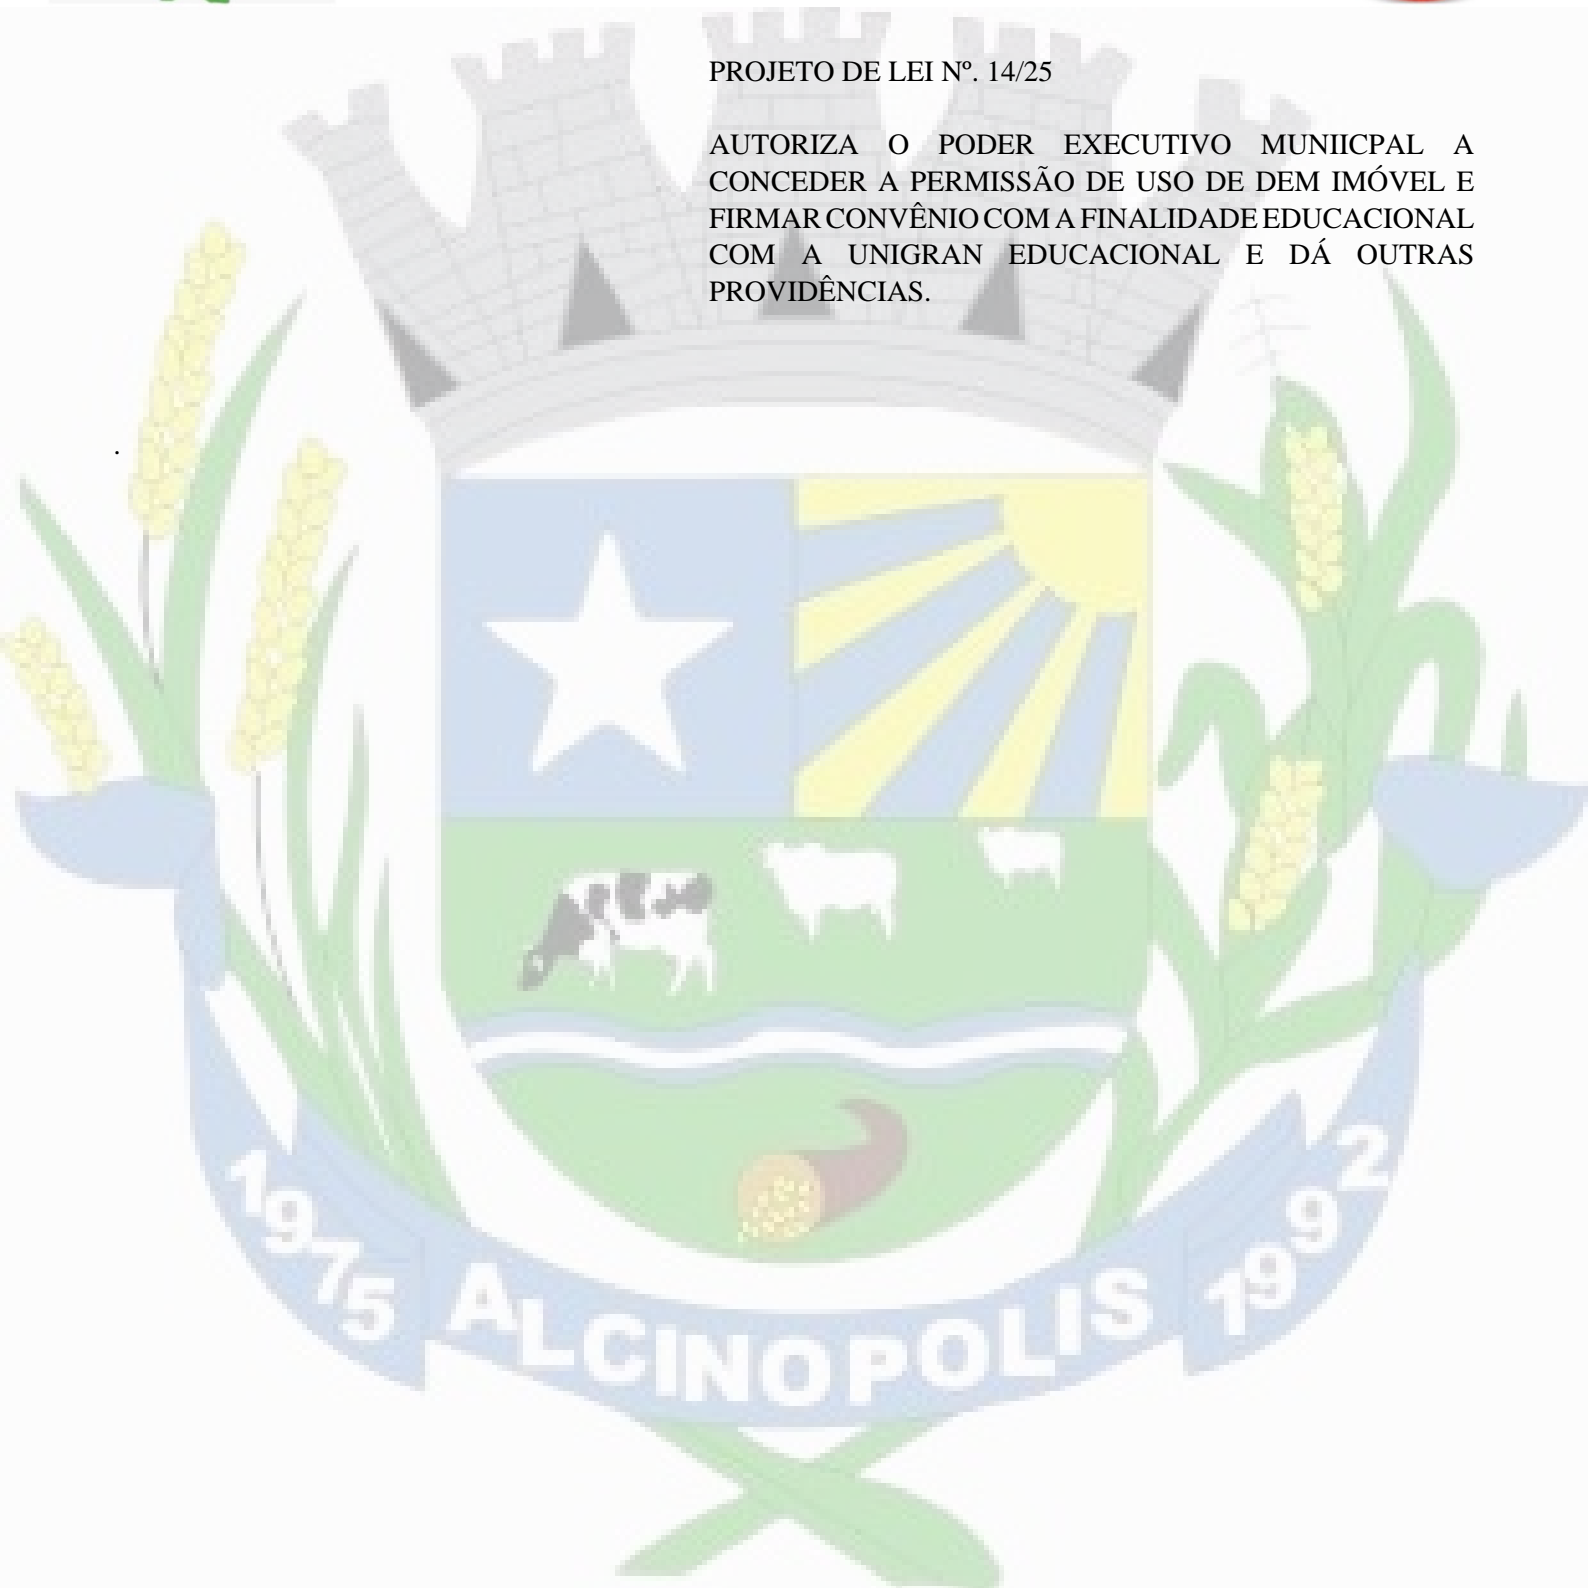 PROJETO DE LEI Nº. 14/25
AUTORIZA O PODER EXECUTIVO MUNIICPAL A
CONCEDER A PERMISSÃO DE USO DE DEM IMÓVEL E
FIRMAR CONVÊNIO COM A FINALIDADE EDUCACIONAL
COM A UNIGRAN EDUCACIONAL E DÁ OUTRAS
PROVIDÊNCIAS.
.
1975 ALCINOPOLIS 1992